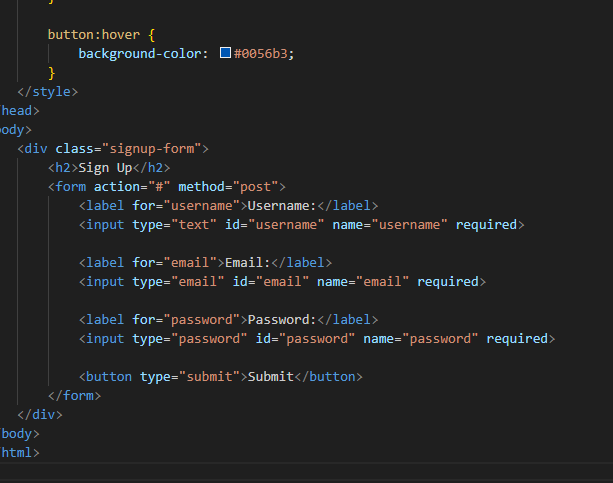 }
button:hover {
background-color: #0056b3;
}
</style>
/head>
body>
<div class="signup-form">
<h2>Sign Up</h2>
<form action="#" method="post">
<label for="username">Username:</label>
<input type="text" id="username" name="username" required>
<label for="email">Email:</label>
<input type="email" id="email" name="email" required>
<label for="password">Password:</label>
<input type="password" id="password" name="password" required>
<button type="submit">Submit</button>
</form>
</div>
/body>
/html>